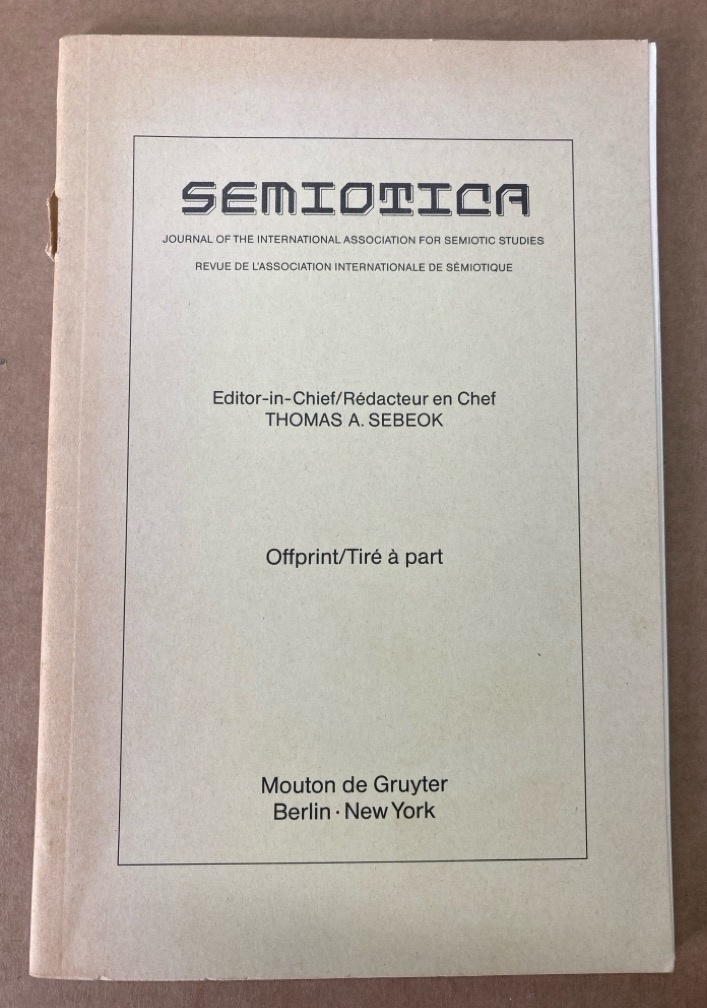 SEMIOTICA
JOURNAL OF THE INTERNATIONAL ASSOCIATION FOR SEMIOTIC STUDIES
REVUE DE L'ASSOCIATION INTERNATIONALE DE SÉMIOTIQUE
Editor-in-Chief/Rédacteur en Chef
THOMAS A. SEBEOK
Offprint/Tiré à part
Mouton de Gruyter
Berlin · New York